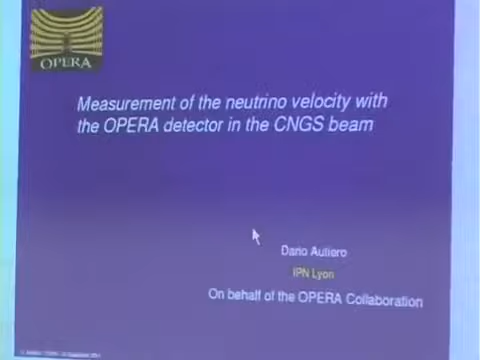 OPERA
Measurement of the neutrino velocity with
the OPERA detector in the CNGS beam
Dario Autiero
IPN Lyon
On behalf of the OPERA Collaboration